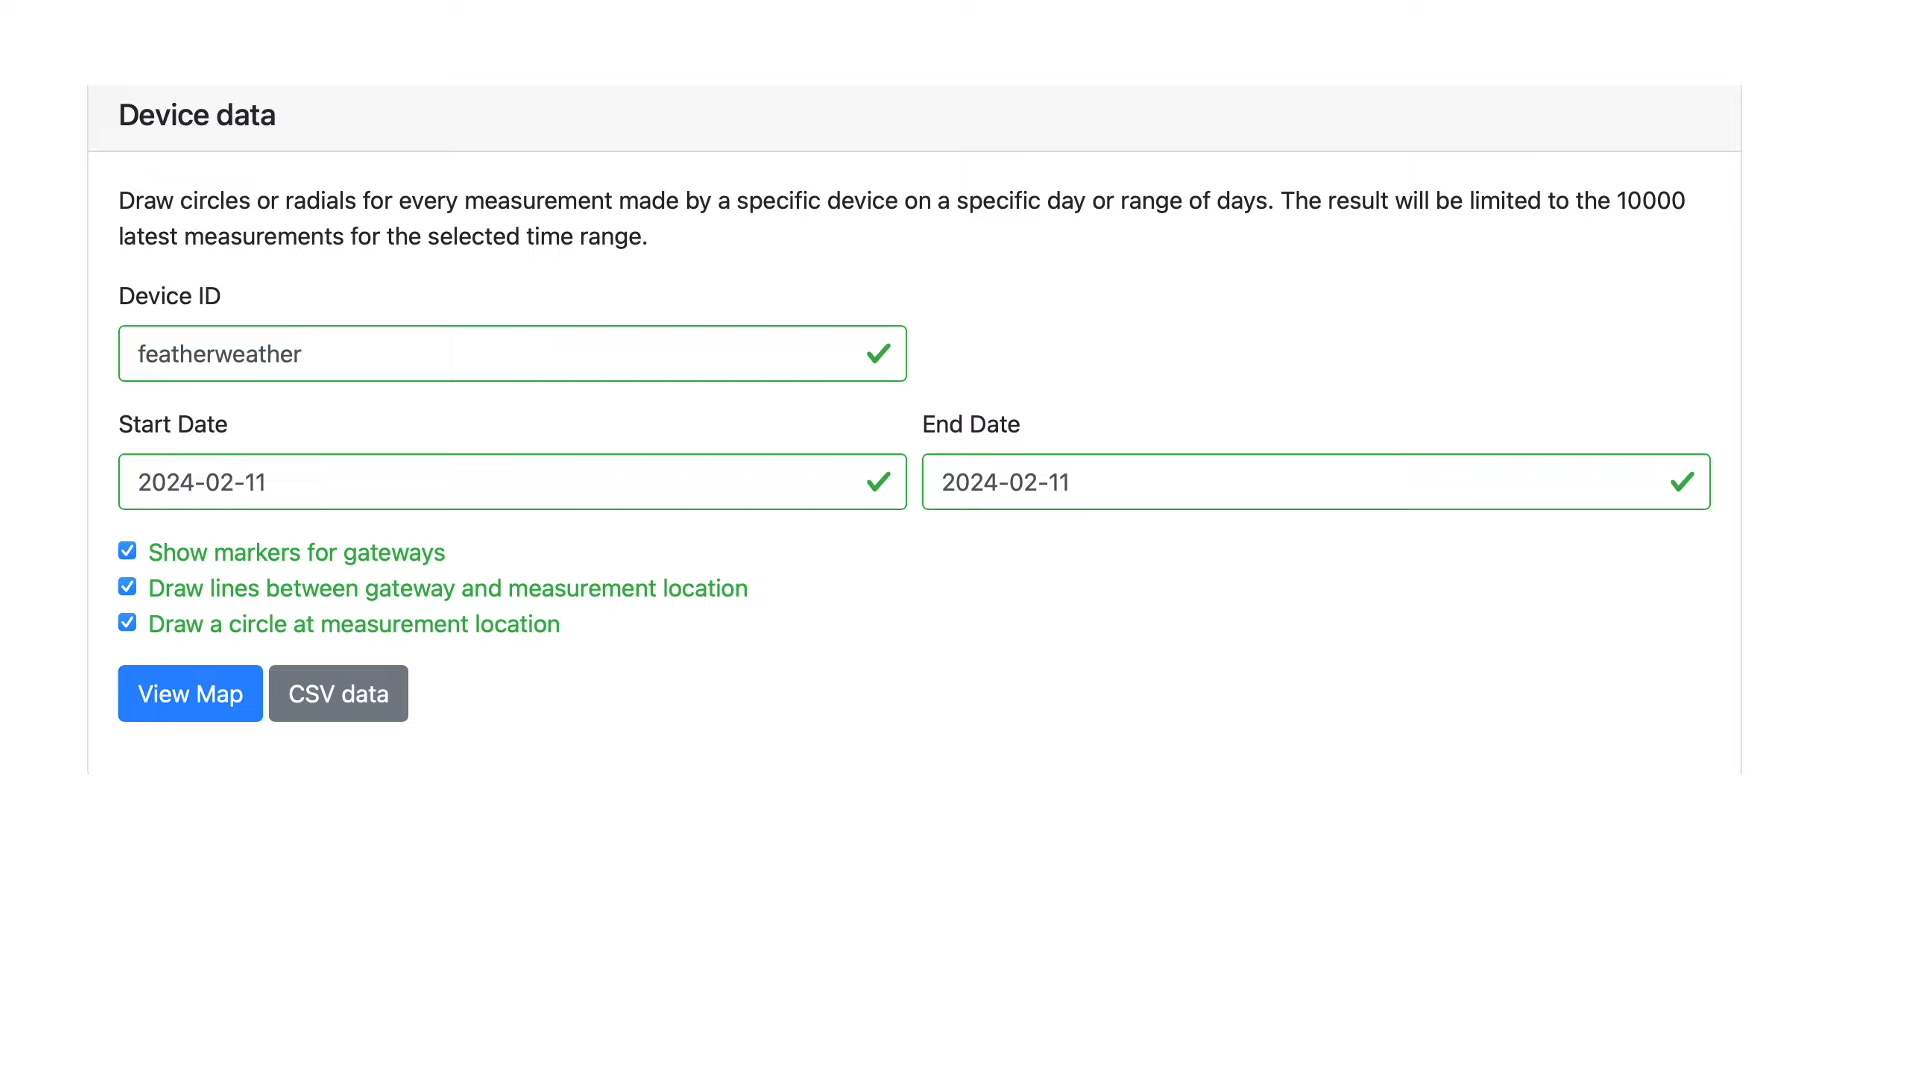 Device data
Draw circles or radials for every measurement made by a specific device on a specific day or range of days. The result will be limited to the 10000
latest measurements for the selected time range.
Device ID
featherweather
Start Date
End Date
2024-02-11
2024-02-11
Show markers for gateways
Draw lines between gateway and measurement location
Draw a circle at measurement location
View Map
CSV data